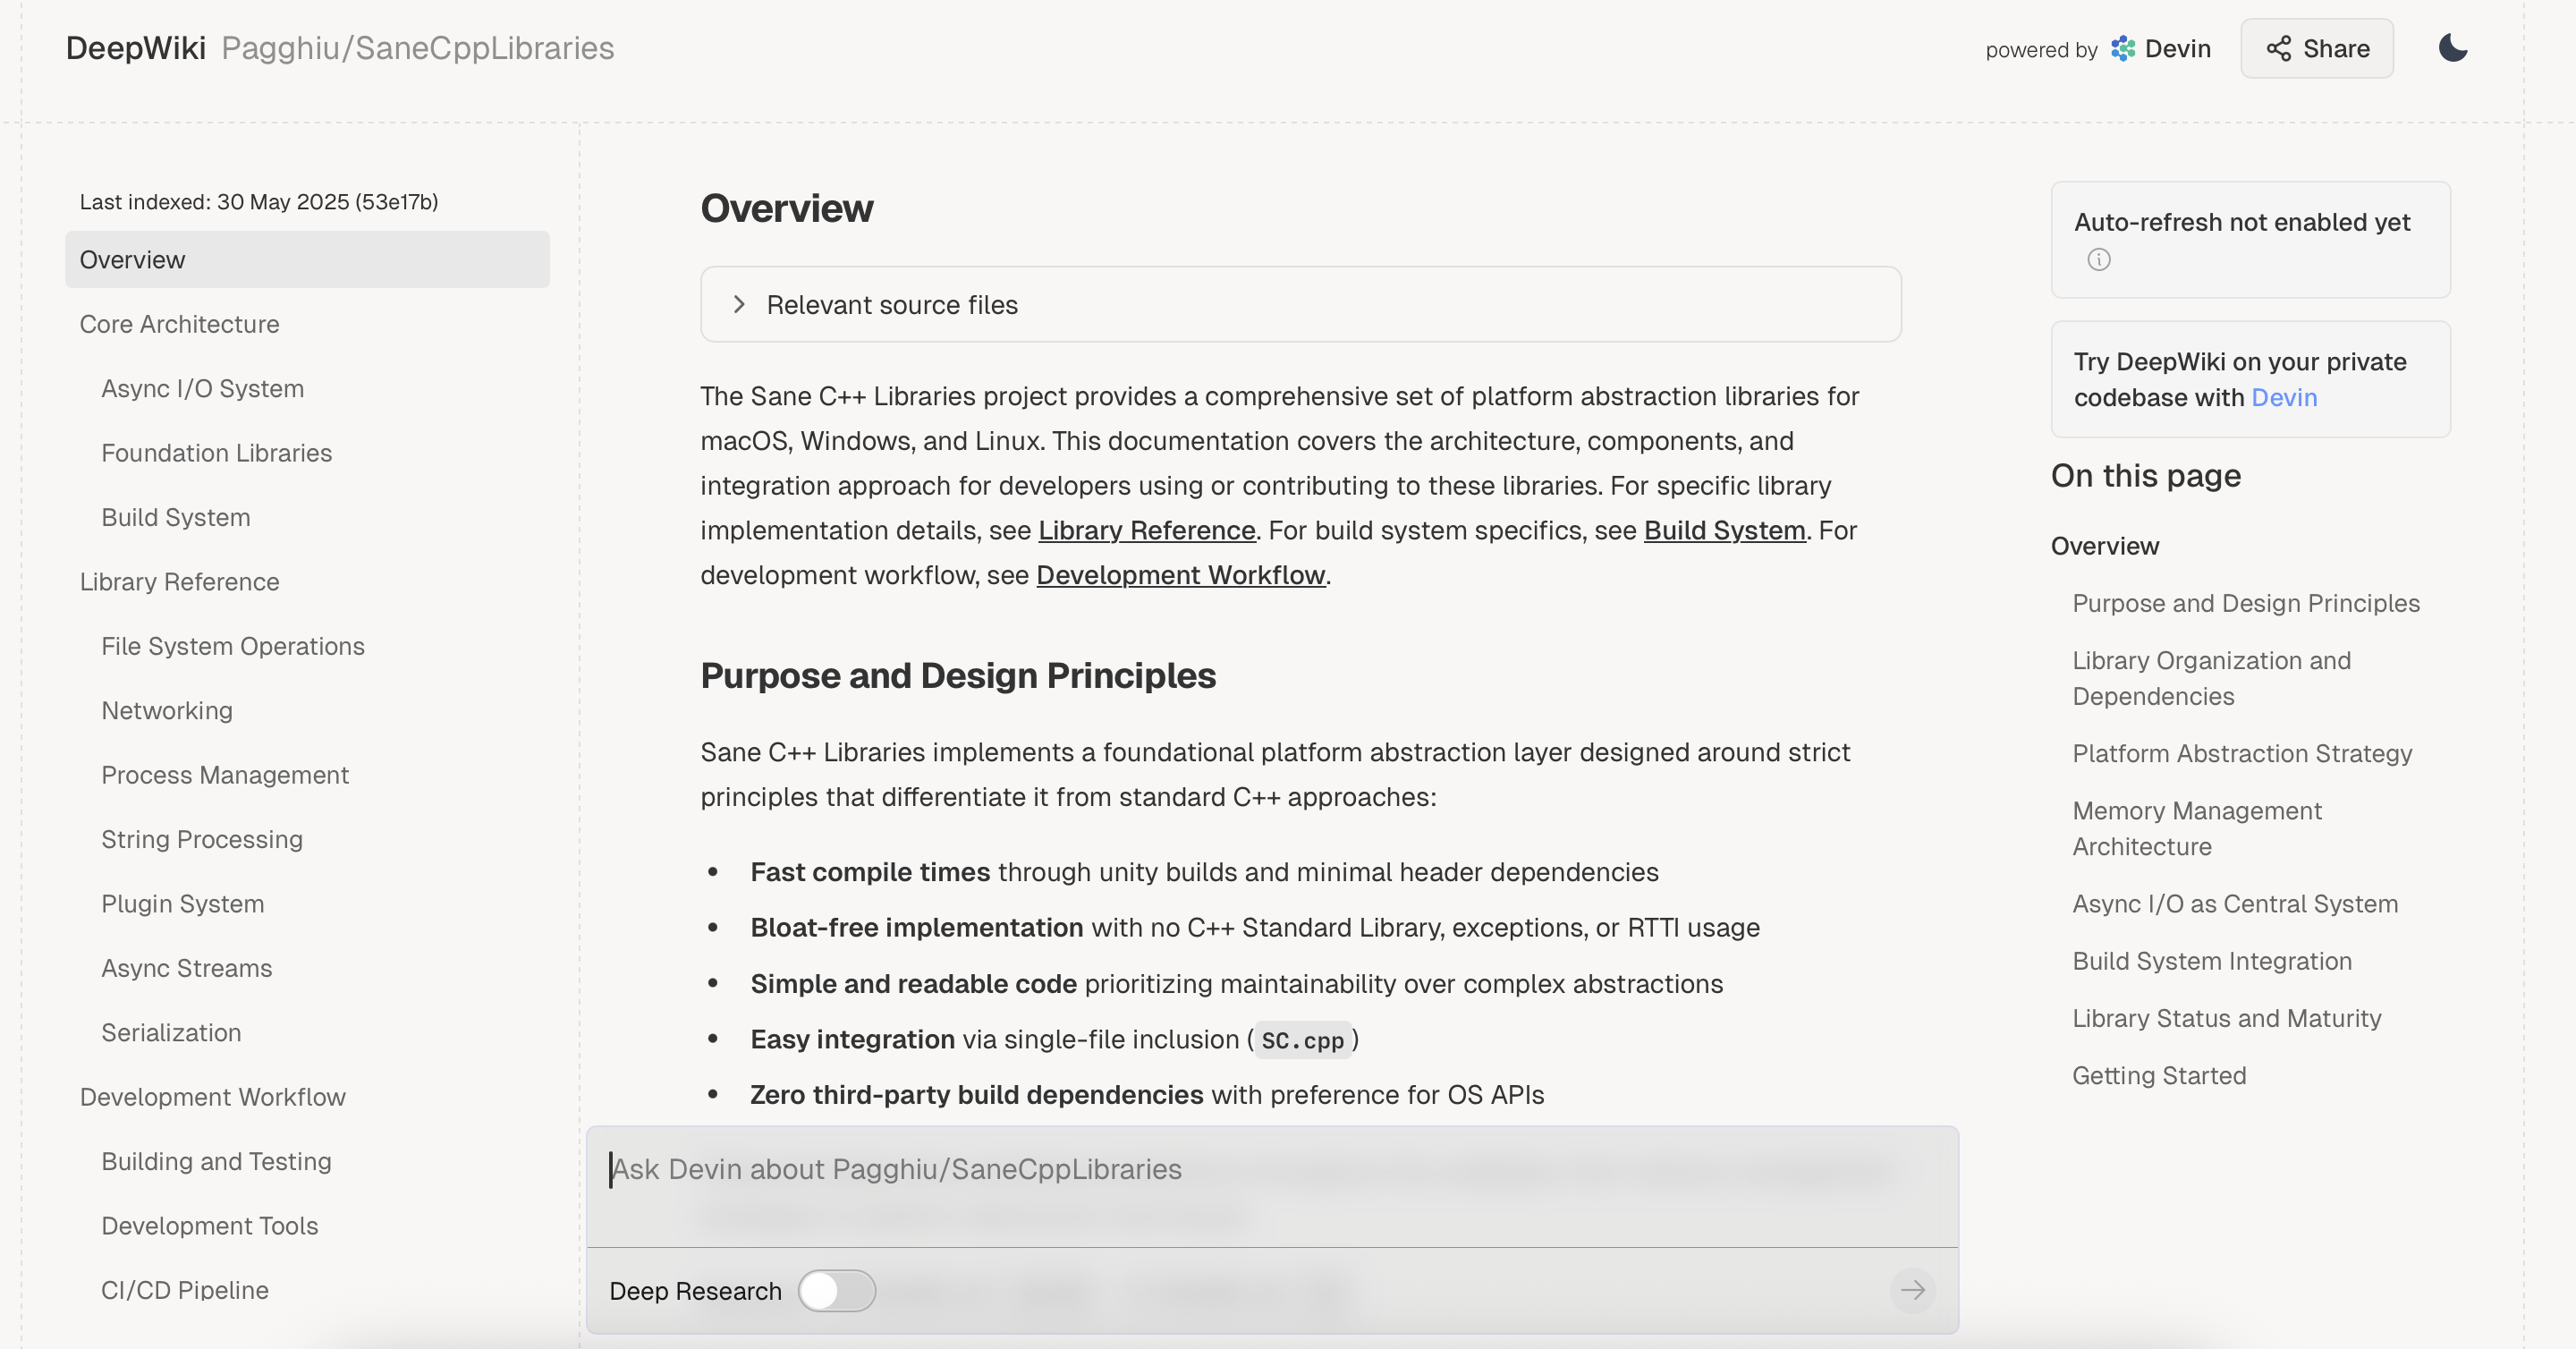 DeepWiki Pagghiu/SaneCppLibraries
powered by Devin
Share
Last indexed: 30 May 2025 (53e17b)
Overview
Core Architecture
Async I/O System
Foundation Libraries
Build System
Library Reference
File System Operations
Networking
Process Management
String Processing
Plugin System
Async Streams
Serialization
Development Workflow
Building and Testing
Development Tools
CI/CD Pipeline
Overview
Relevant source files
The Sane C++ Libraries project provides a comprehensive set of platform abstraction libraries for
macOS, Windows, and Linux. This documentation covers the architecture, components, and
integration approach for developers using or contributing to these libraries. For specific library
implementation details, see Library Reference. For build system specifics, see Build System. For
development workflow, see Development Workflow.
Purpose and Design Principles
Sane C++ Libraries implements a foundational platform abstraction layer designed around strict
principles that differentiate it from standard C++ approaches:
• Fast compile times through unity builds and minimal header dependencies
• Bloat-free implementation with no C++ Standard Library, exceptions, or RTTI usage
• Simple and readable code prioritizing maintainability over complex abstractions
• Easy integration via single-file inclusion (SC.cpp)
• Zero third-party build dependencies with preference for OS APIs
Ask Devin about Pagghiu/SaneCppLibraries
Deep Research
Auto-refresh not enabled yet
Try DeepWiki on your private
codebase with Devin
On this page
Overview
Purpose and Design Principles
Library Organization and
Dependencies
Platform Abstraction Strategy
Memory Management
Architecture
Async I/O as Central System
Build System Integration
Library Status and Maturity
Getting Started